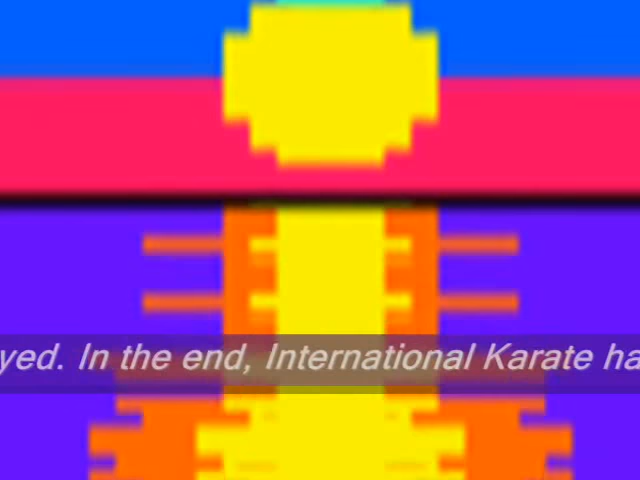 yed. In the end, International Karate ha